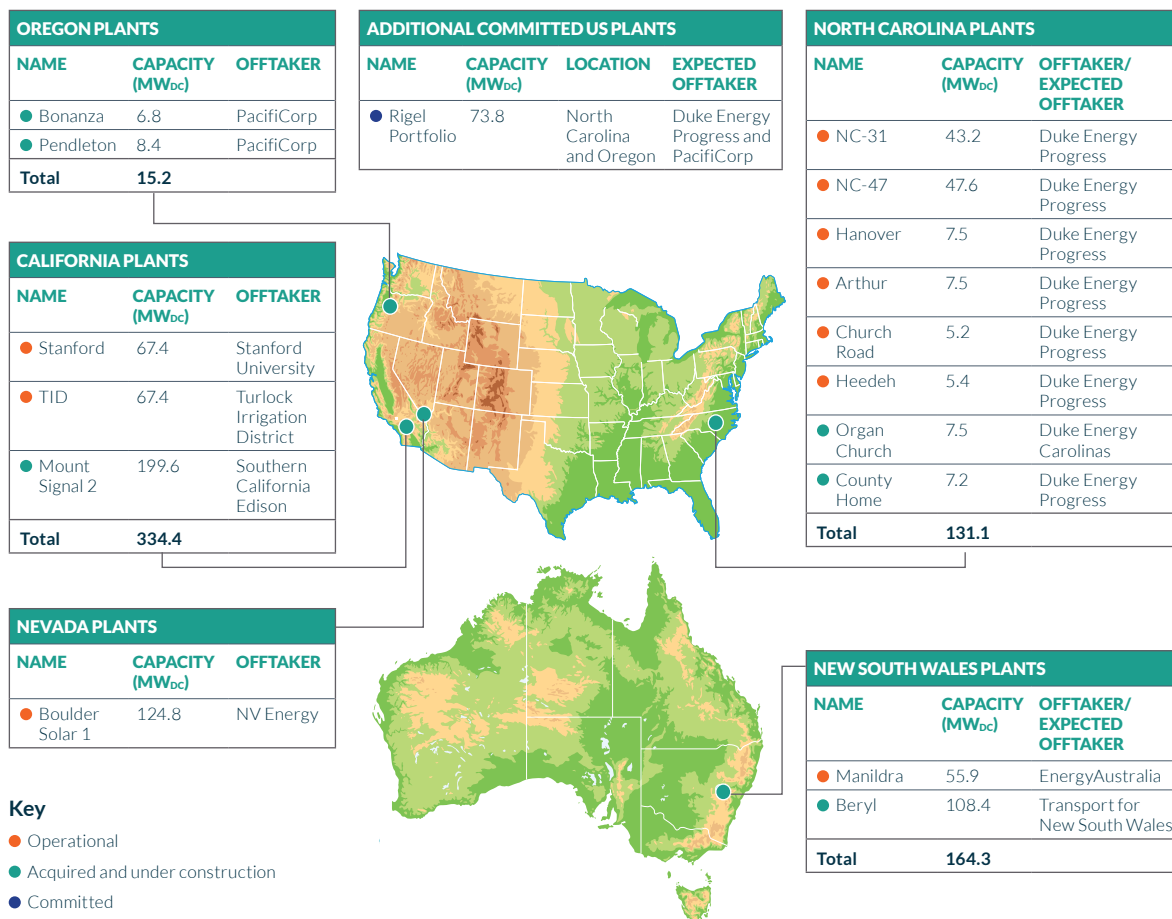 OREGON PLANTS
NAME CAPACITY OFFTAKER
(MWDC)
Bonanza 6.8 PacifiCorp
Pendleton 8.4 PacifiCorp
Total 15.2
ADDITIONAL COMMITTED US PLANTS
NAME CAPACITY LOCATION EXPECTED
(MWDC) OFFTAKER
Rigel 73.8 North Duke Energy
Portfolio Carolina Progress and
and Oregon PacifiCorp
NORTH CAROLINA PLANTS
NAME CAPACITY OFFTAKER/
(MWDC) EXPECTED
OFFTAKER
NC-31 43.2 Duke Energy
Progress
NC-47 47.6 Duke Energy
Progress
Hanover 7.5 Duke Energy
Progress
Arthur 7.5 Duke Energy
Progress
Church 5.2 Duke Energy
Road Progress
Heedeh 5.4 Duke Energy
Progress
Organ 7.5 Duke Energy
Church Carolinas
County 7.2 Duke Energy
Home Progress
Total 131.1
CALIFORNIA PLANTS
NAME CAPACITY OFFTAKER
(MWDC)
Stanford 67.4 Stanford
University
TID 67.4 Turlock
Irrigation
District
Mount 199.6 Southern
Signal 2 California
Edison
Total 334.4
NEVADA PLANTS
NAME CAPACITY OFFTAKER
(MWDC)
Boulder 124.8 NV Energy
Solar 1
NEW SOUTH WALES PLANTS
NAME CAPACITY OFFTAKER/
(MWDC) EXPECTED
OFFTAKER
Manildra 55.9 EnergyAustralia
Beryl 108.4 Transport for
New South Wales
Total 164.3
Key
Operational
Acquired and under construction
Committed